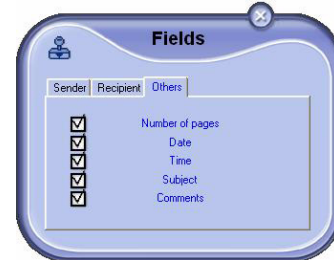 Fields
Sender Recipient Others
Number of pages
Date
Time
Subject
Comments